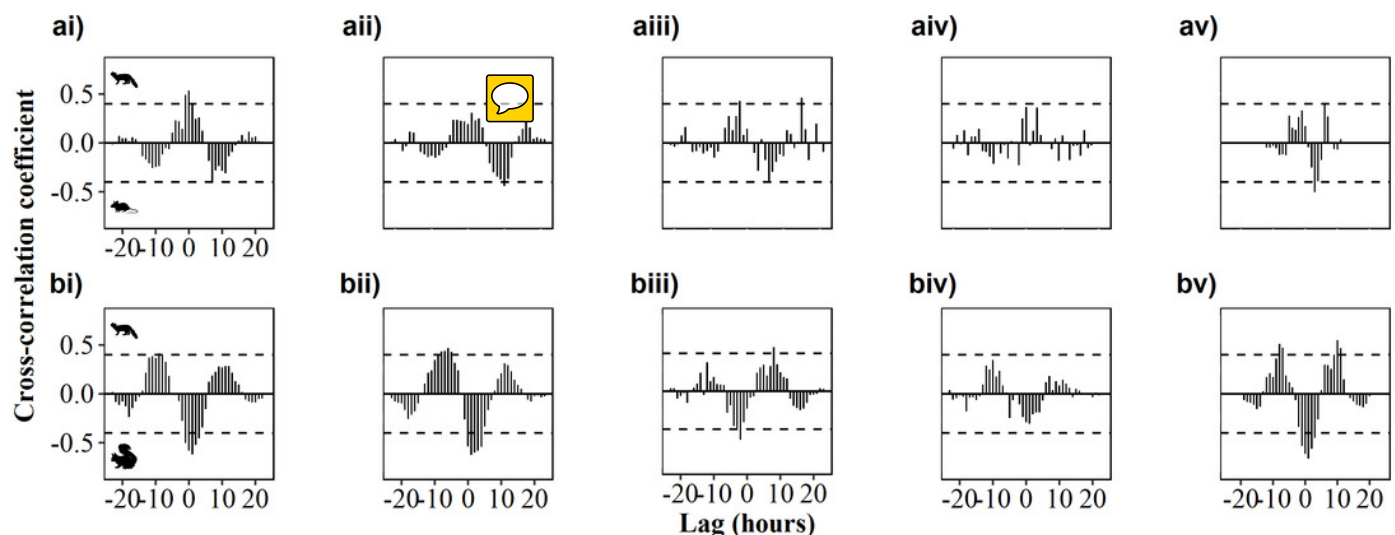 ai) aii) aiii) aiv) av)
Cross-correlation coefficient
0.5
0.0
-0.5
-20 -10 0 10 20
bi) bii) biii) biv) bv)
0.5
0.0
-0.5
-20 -10 0 10 20 -20 -10 0 10 20 -20 -10 0 10 20 -20 -10 0 10 20 -20 -10 0 10 20
Lag (hours)